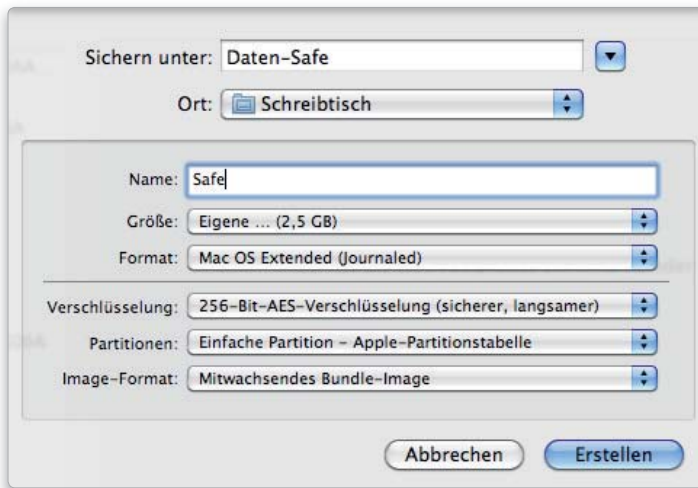 Sichern unter: Daten-Safe
Ort: Schreibtisch
Name: Safe
Größe: Eigene ... (2,5 GB)
Format: Mac OS Extended (Journaled)
Verschlüsselung: 256-Bit-AES-Verschlüsselung (sicherer, langsamer)
Partitionen: Einfache Partition – Apple-Partitionstabelle
Image-Format: Mitwachsendes Bundle-Image
Abbrechen Erstellen